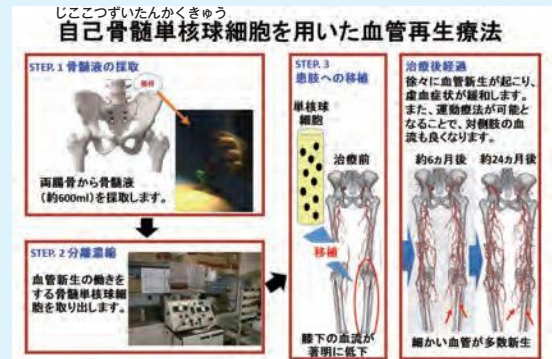 じここつずいたんかくきゅう
自己骨髄単核球細胞を用いた血管再生療法
STEP. 1 骨髄液の採取
腸骨
両腸骨から骨髄液
(約600ml)を採取します。
STEP. 2 分離濃縮
血管新生の働きを
する骨髄単核球細
胞を取り出します。
STEP. 3
患肢への移植
単核球
細胞
治療前
移植
膝下の血流が
著明に低下
治療後経過
徐々に血管新生が起こり、
虚血症状が緩和します。
また、運動療法が可能と
なることで、対側肢の血
流も良くなります。
約6ヵ月後
約24ヵ月後
細かい血管が多数新生